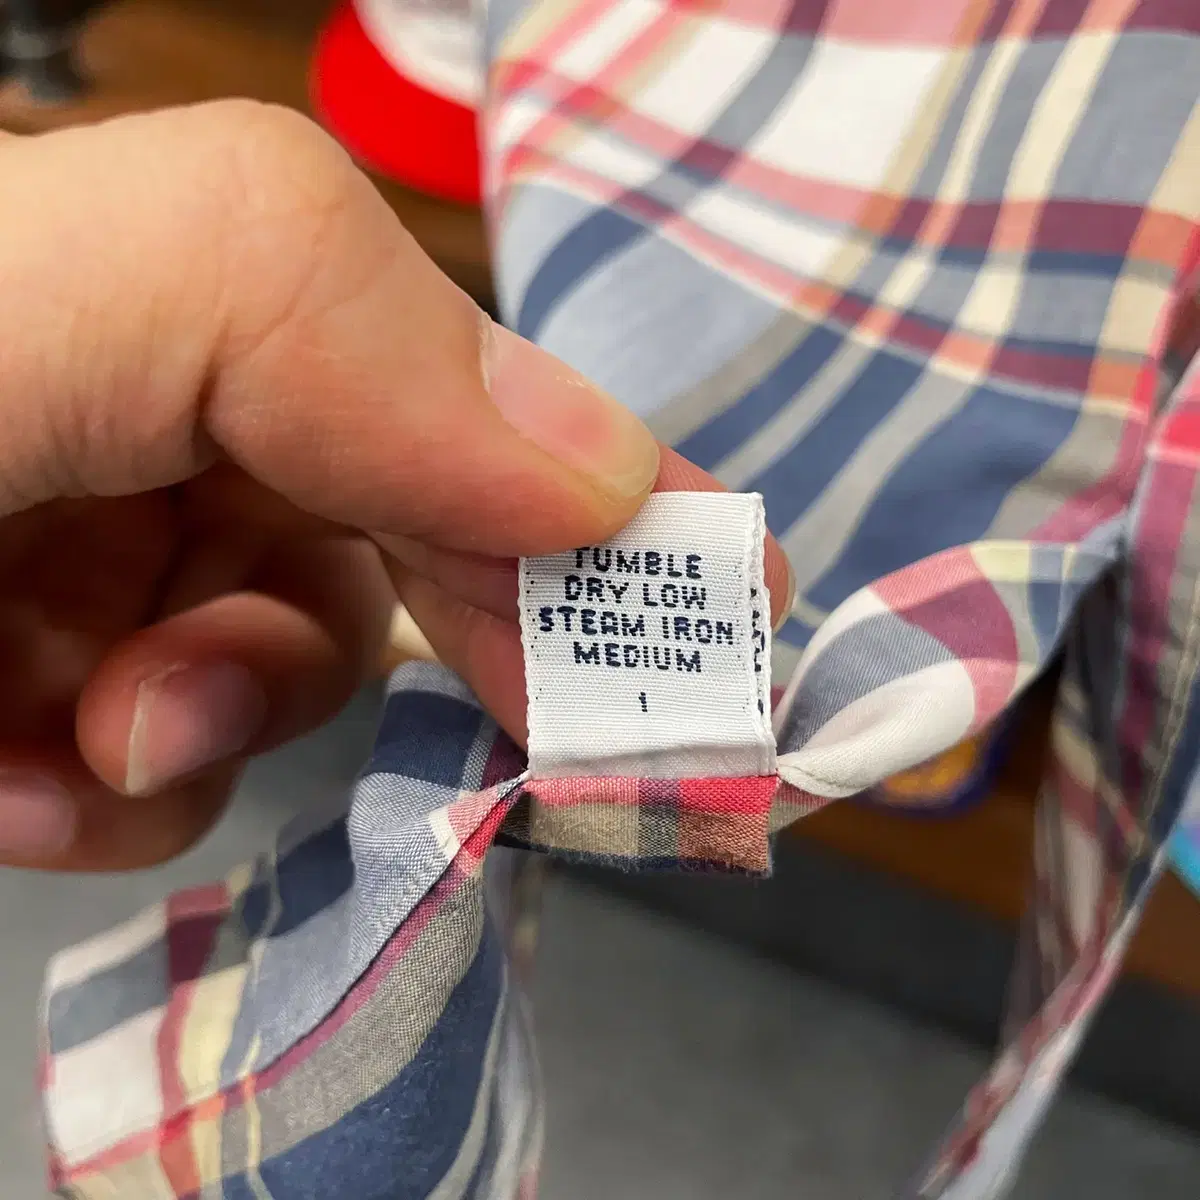 TUMBLE
DRY LOW
STEAM IRON
MEDIUM
1